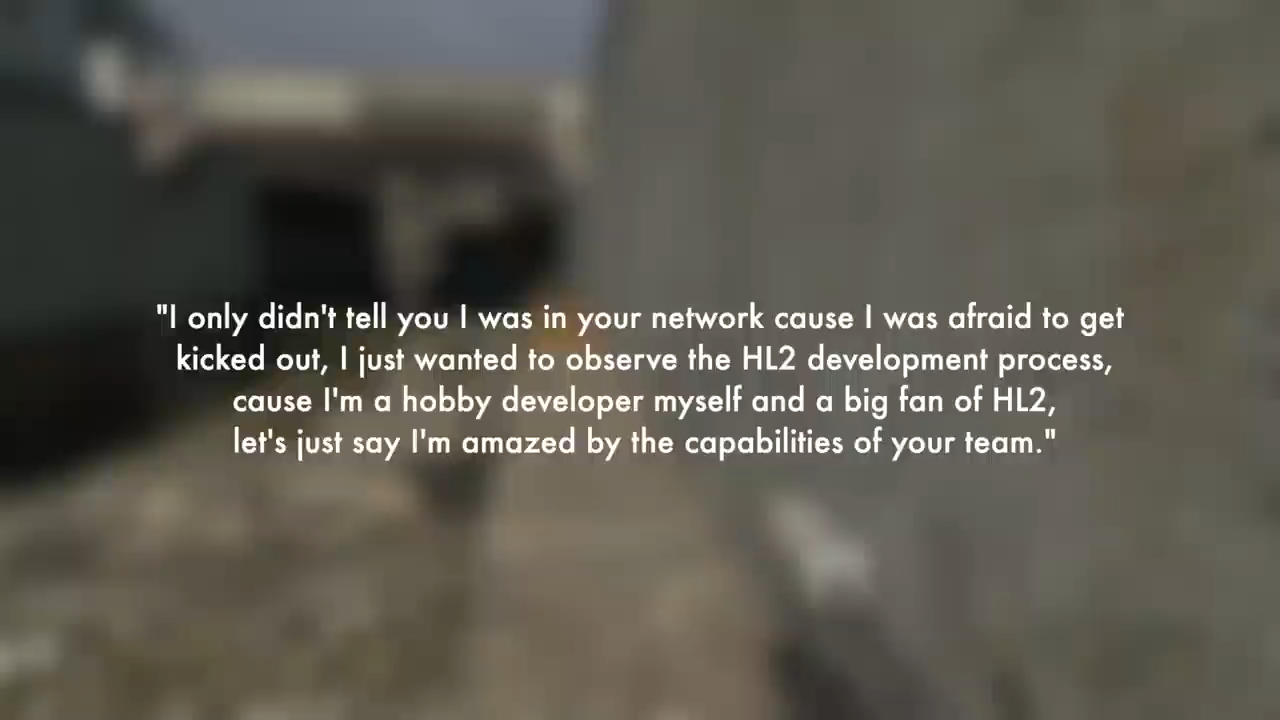 "I only didn't tell you I was in your network cause I was afraid to get
kicked out, I just wanted to observe the HL2 development process,
cause I'm a hobby developer myself and a big fan of HL2,
let's just say I'm amazed by the capabilities of your team."